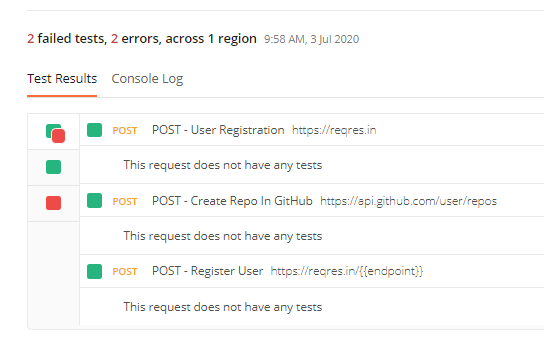 2 failed tests, 2 errors, across 1 region 9:58 AM, 3 Jul 2020
Test Results Console Log
POST POST - User Registration https://reqres.in
This request does not have any tests
POST POST - Create Repo In GitHub https://api.github.com/user/repos
This request does not have any tests
POST POST - Register User https://reqres.in/{{endpoint}}
This request does not have any tests